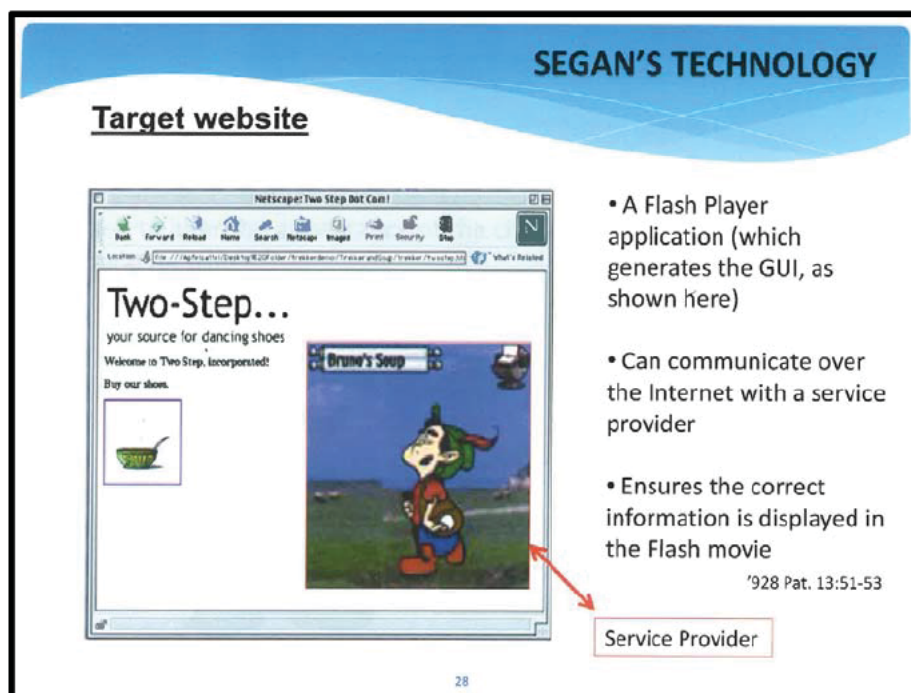 SEGAN'S TECHNOLOGY
Target website
Netscape: Two Step Dot Com!
Back Forward Reload Home Search Netscape Images Print Security Stop
N
Location: What's Related
Two-Step...
your source for dancing shoes
Welcome to Two Step, incorporated!
Buy our shoes.
Bruno's Soup
• A Flash Player
application (which
generates the GUI, as
shown here)
• Can communicate over
the Internet with a service
provider
• Ensures the correct
information is displayed in
the Flash movie
'928 Pat. 13:51-53
Service Provider
28